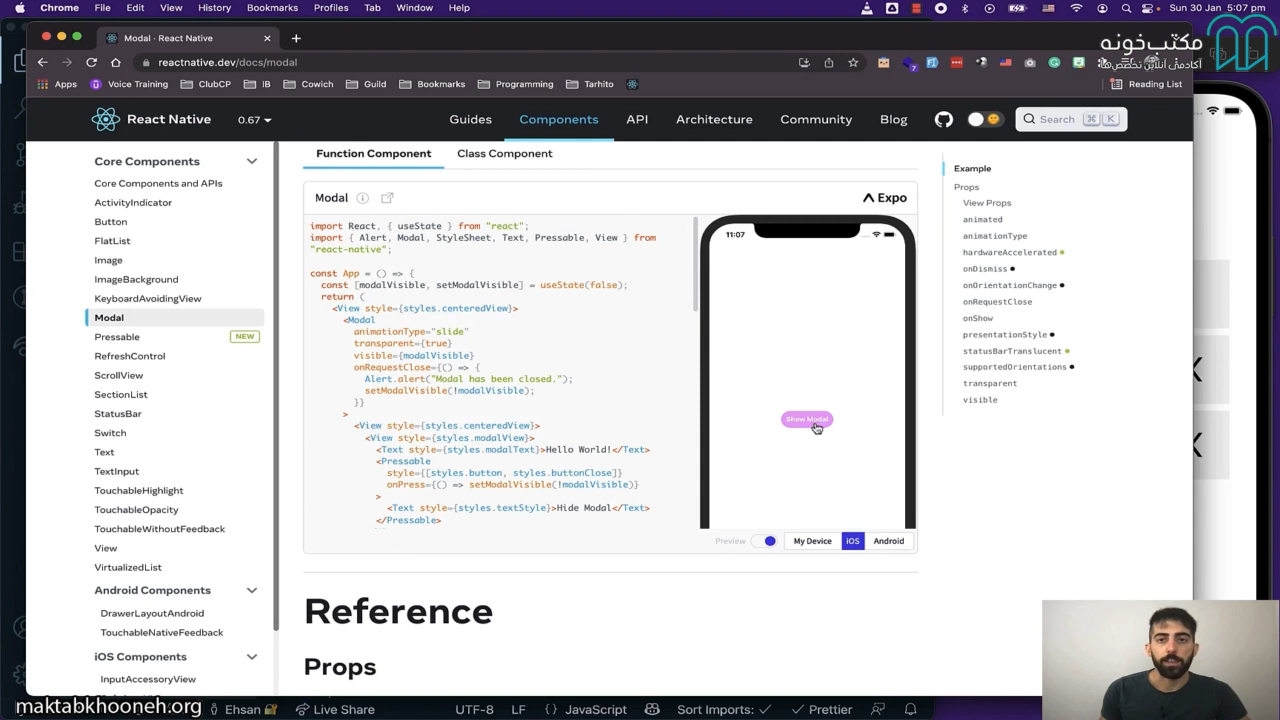 Chrome File Edit View History Bookmarks Profiles Tab Window Help Sun 30 Jan 5:07 pm
Modal · React Native
مکتب‌خونه
reactnative.dev/docs/modal
Apps Voice Training ClubCP IB Cowich Guild Bookmarks Programming Tarhito Reading List
React Native 0.67 Guides Components API Architecture Community Blog Search ⌘ K
Core Components
Core Components and APIs
ActivityIndicator
Button
FlatList
Image
ImageBackground
KeyboardAvoidingView
Modal
Pressable NEW
RefreshControl
ScrollView
SectionList
StatusBar
Switch
Text
TextInput
TouchableHighlight
TouchableOpacity
TouchableWithoutFeedback
View
VirtualizedList
Android Components
DrawerLayoutAndroid
TouchableNativeFeedback
iOS Components
InputAccessoryView
Function Component Class Component
Modal Expo
import React, { useState } from "react";
import { Alert, Modal, StyleSheet, Text, Pressable, View } from
"react-native";
const App = () => {
const [modalVisible, setModalVisible] = useState(false);
return (
<View style={styles.centeredView}>
<Modal
animationType="slide"
transparent={true}
visible={modalVisible}
onRequestClose={() => {
Alert.alert("Modal has been closed.");
setModalVisible(!modalVisible);
}}
>
<View style={styles.centeredView}>
<View style={styles.modalView}>
<Text style={styles.modalText}>Hello World!</Text>
<Pressable
style={[styles.button, styles.buttonClose]}
onPress={() => setModalVisible(!modalVisible)}
>
<Text style={styles.textStyle}>Hide Modal</Text>
</Pressable>
11:07
Show Modal
Preview My Device iOS Android
Reference
Props
Example
Props
View Props
animated
animationType
hardwareAccelerated
onDismiss
onOrientationChange
onRequestClose
onShow
presentationStyle
statusBarTranslucent
supportedOrientations
transparent
visible
maktabkhooneh.org Ehsan Live Share UTF-8 LF {} JavaScript Sort Imports: Prettier